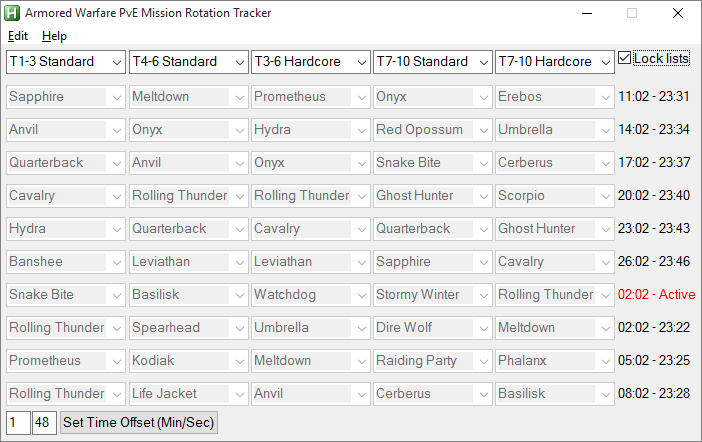 H Armored Warfare PvE Mission Rotation Tracker
Edit Help
T1-3 Standard T4-6 Standard T3-6 Hardcore T7-10 Standard T7-10 Hardcore Lock lists
Sapphire Meltdown Prometheus Onyx Erebos 11:02 - 23:31
Anvil Onyx Hydra Red Opossum Umbrella 14:02 - 23:34
Quarterback Anvil Onyx Snake Bite Cerberus 17:02 - 23:37
Cavalry Rolling Thunder Rolling Thunder Ghost Hunter Scorpio 20:02 - 23:40
Hydra Quarterback Cavalry Quarterback Ghost Hunter 23:02 - 23:43
Banshee Leviathan Leviathan Sapphire Cavalry 26:02 - 23:46
Snake Bite Basilisk Watchdog Stormy Winter Rolling Thunder 02:02 - Active
Rolling Thunder Spearhead Umbrella Dire Wolf Meltdown 02:02 - 23:22
Prometheus Kodiak Meltdown Raiding Party Phalanx 05:02 - 23:25
Rolling Thunder Life Jacket Anvil Cerberus Basilisk 08:02 - 23:28
1 48 Set Time Offset (Min/Sec)